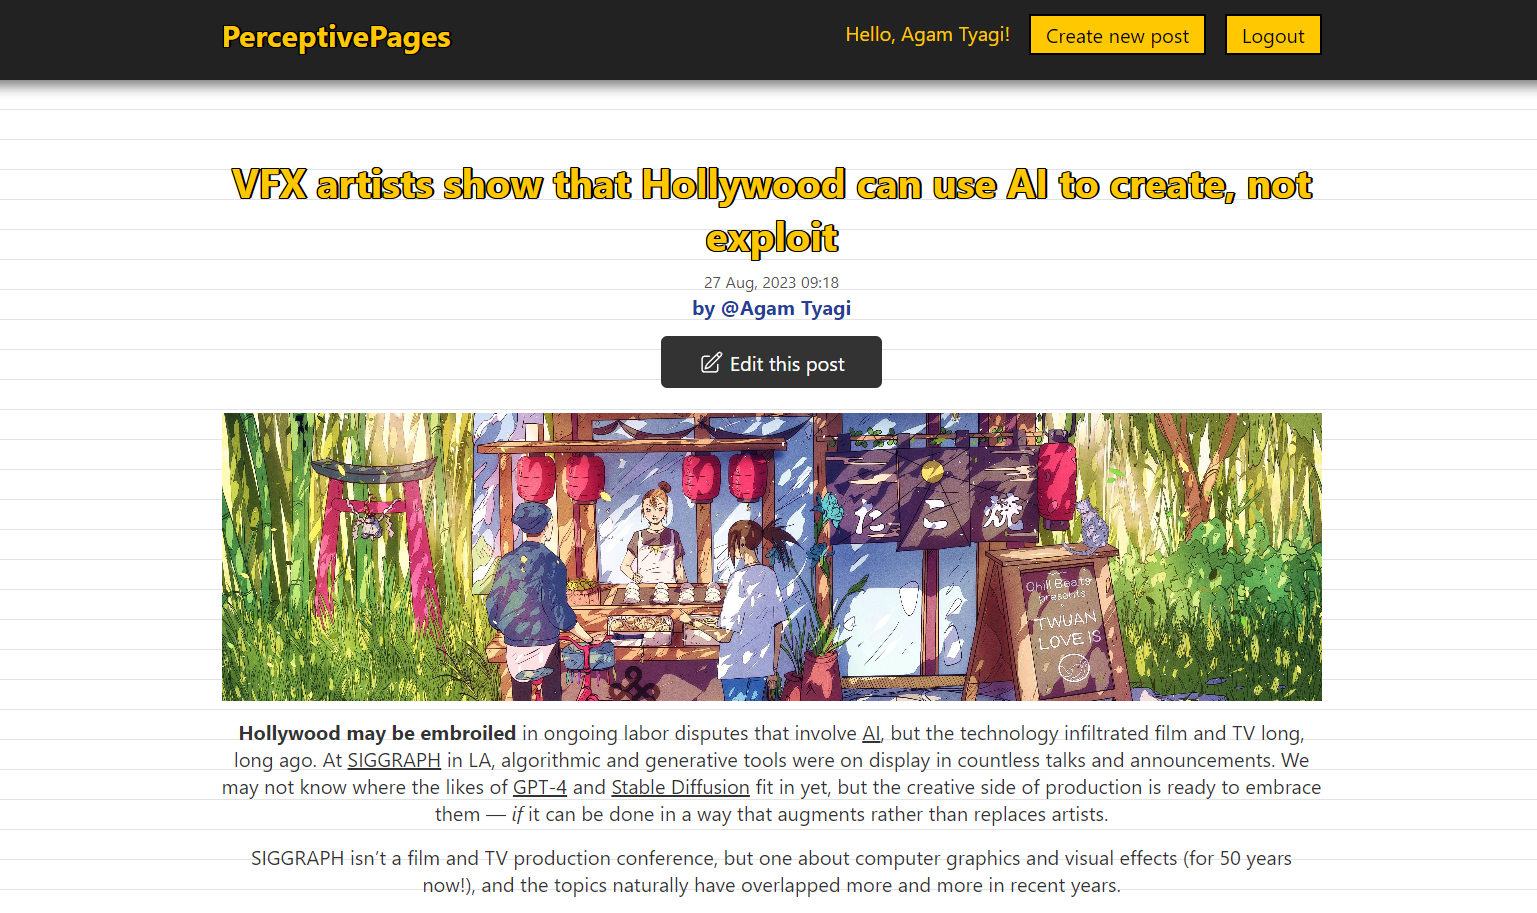 PerceptivePages
Hello, Agam Tyagi!
Create new post
Logout
VFX artists show that Hollywood can use AI to create, not
exploit
27 Aug, 2023 09:18
by @Agam Tyagi
Edit this post
たこ焼
Chill Beats
presents
TWUAN
LOVE IS
Hollywood may be embroiled in ongoing labor disputes that involve AI, but the technology infiltrated film and TV long,
long ago. At SIGGRAPH in LA, algorithmic and generative tools were on display in countless talks and announcements. We
may not know where the likes of GPT-4 and Stable Diffusion fit in yet, but the creative side of production is ready to embrace
them — if it can be done in a way that augments rather than replaces artists.
SIGGRAPH isn’t a film and TV production conference, but one about computer graphics and visual effects (for 50 years
now!), and the topics naturally have overlapped more and more in recent years.